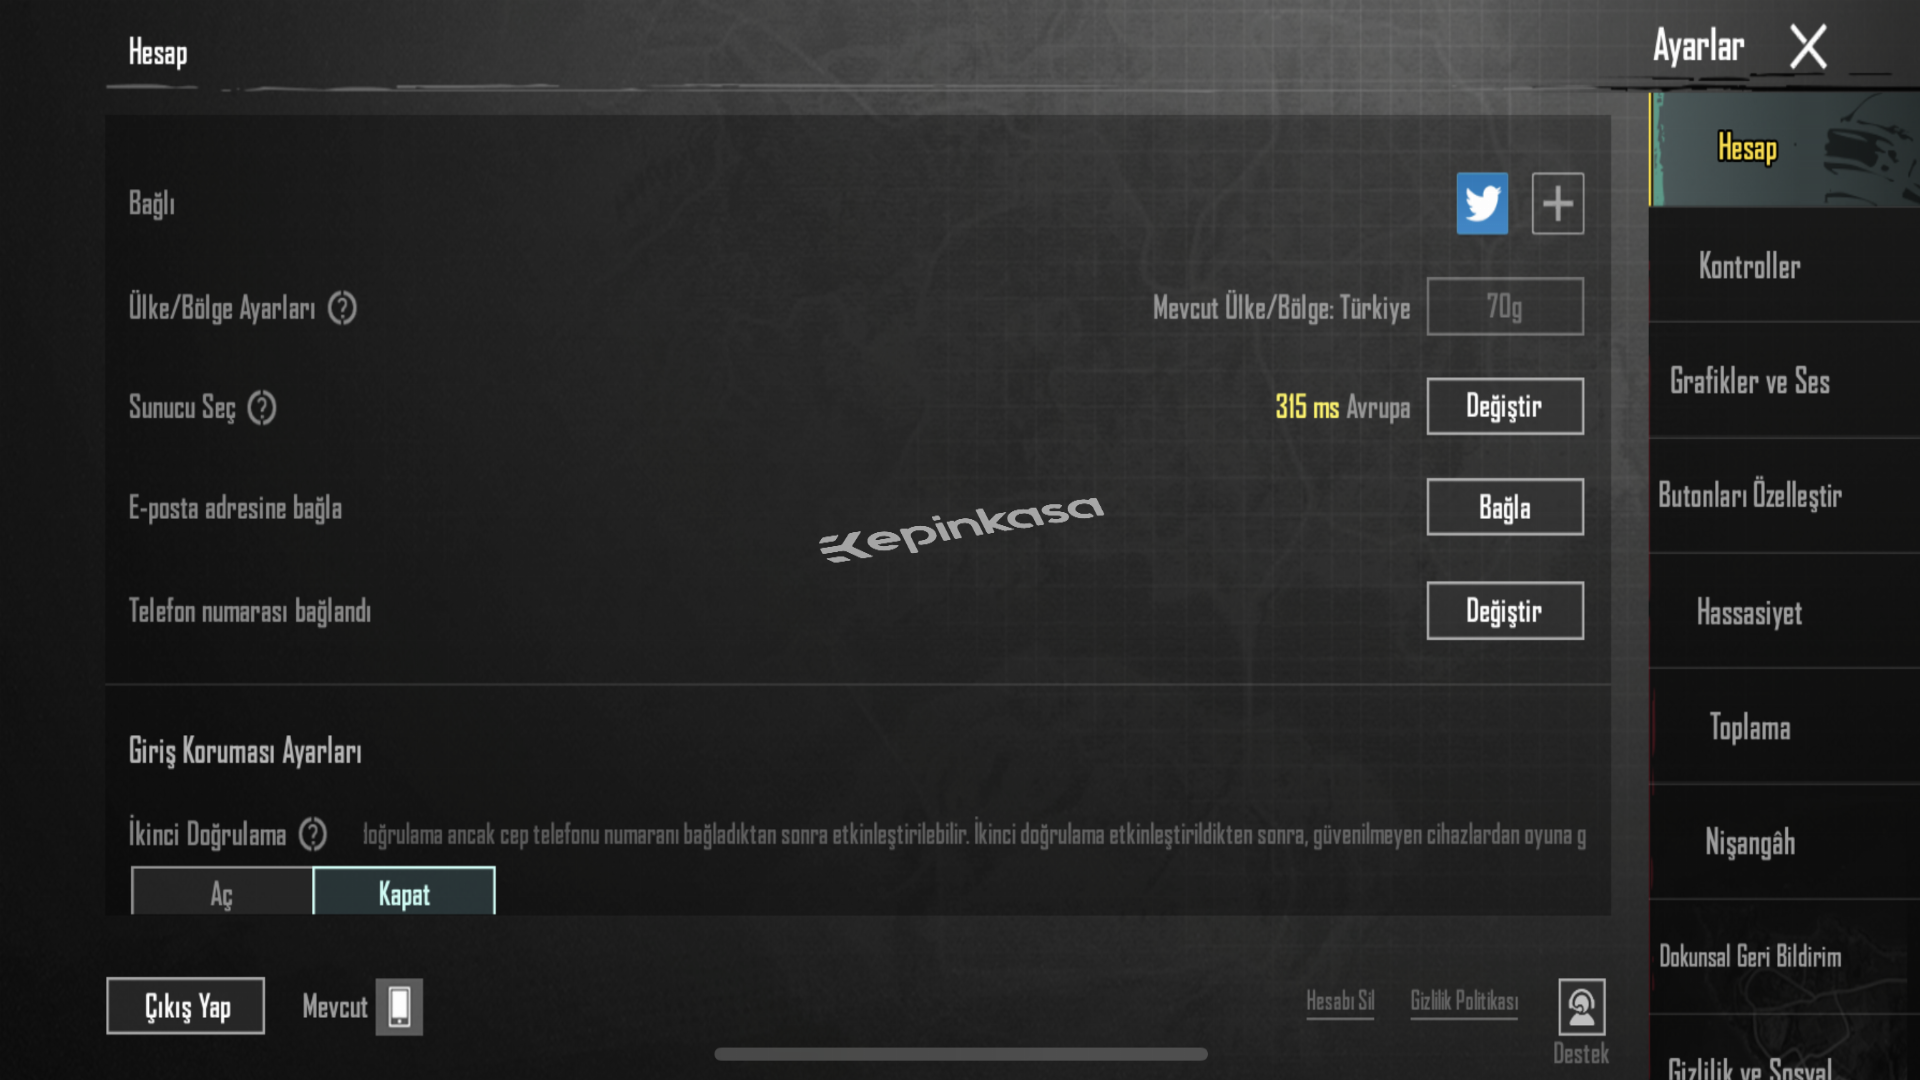 Hesap
Ayarlar
Hesap
Bağlı
Kontroller
Ülke/Bölge Ayarları
Mevcut Ülke/Bölge: Türkiye
70g
Grafikler ve Ses
Sunucu Seç
315 ms Avrupa
Değiştir
Butonları Özelleştir
E-posta adresine bağla
Bağla
epinkasa
Telefon numarası bağlandı
Değiştir
Hassasiyet
Toplama
Giriş Koruması Ayarları
İkinci Doğrulama
doğrulama ancak cep telefonu numaranı bağladıktan sonra etkinleştirilebilir. İkinci doğrulama etkinleştirildikten sonra, güvenilmeyen cihazlardan oyuna g
Nişangâh
Aç
Kapat
Dokunsal Geri Bildirim
Çıkış Yap
Mevcut
Hesabı Sil
Gizlilik Politikası
Destek
Gizlilik ve Sosyal